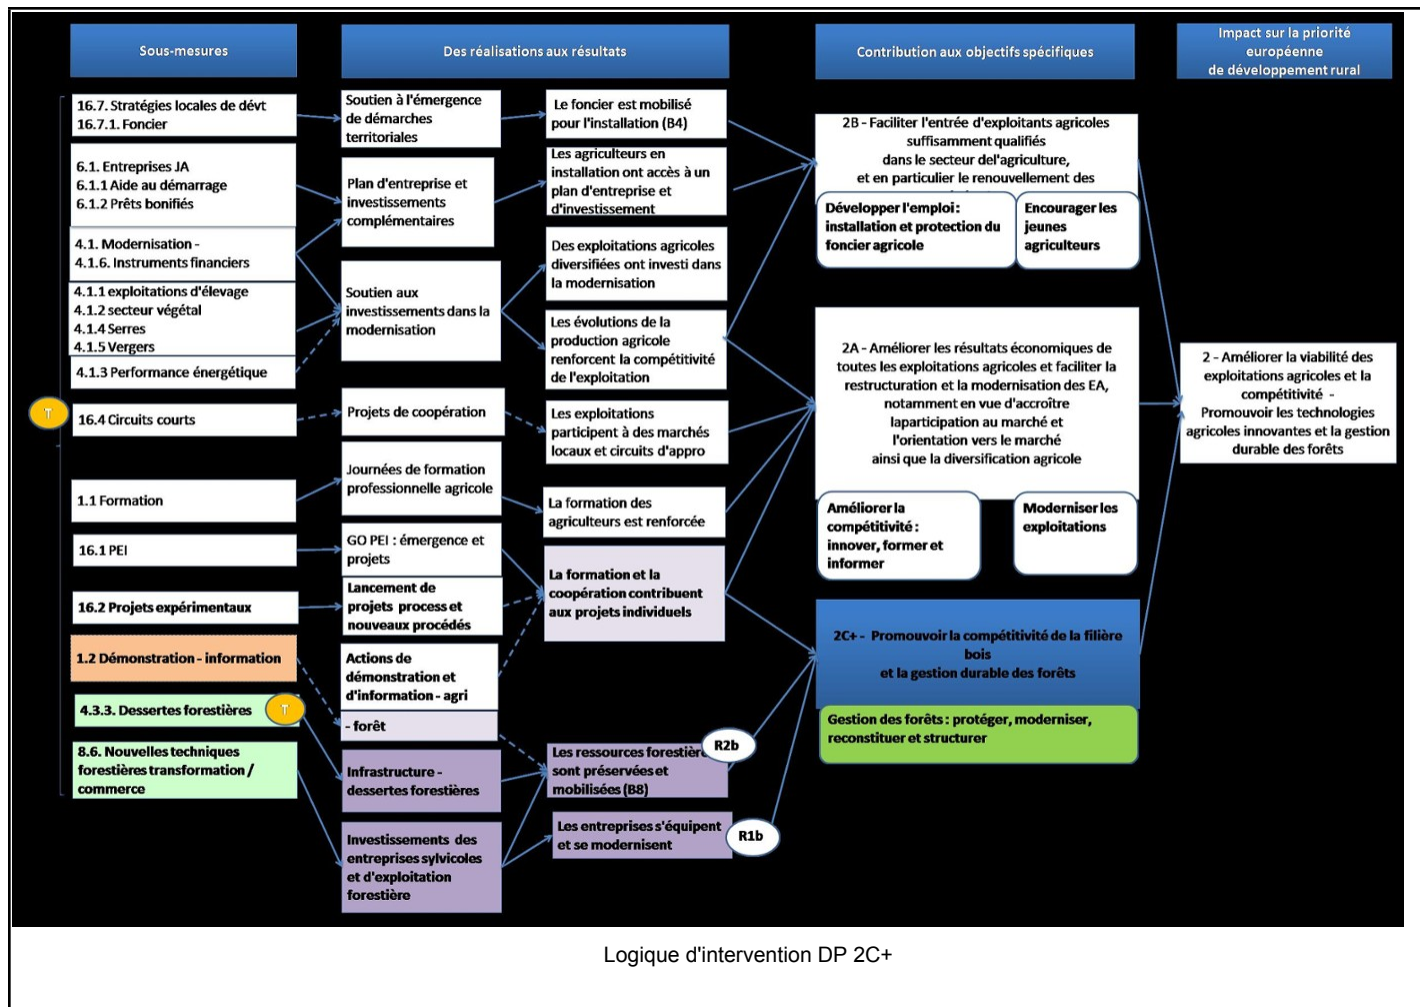 Sous-mesures
Des réalisations aux résultats
Contribution aux objectifs spécifiques
Impact sur la priorité
européenne
de développement rural
16.7. Stratégies locales de dévt
16.7.1. Foncier
6.1. Entreprises JA
6.1.1 Aide au démarrage
6.1.2 Prêts bonifiés
4.1. Modernisation -
4.1.6. Instruments financiers
4.1.1 exploitations d'élevage
4.1.2 secteur végétal
4.1.4 Serres
4.1.5 Vergers
4.1.3 Performance énergétique
T
16.4 Circuits courts
1.1 Formation
16.1 PEI
16.2 Projets expérimentaux
1.2 Démonstration - information
4.3.3. Dessertes forestières
T
8.6. Nouvelles techniques
forestières transformation /
commerce
Soutien à l'émergence
de démarches
territoriales
Plan d'entreprise et
investissements
complémentaires
Soutien aux
investissements dans la
modernisation
Projets de coopération
Journées de formation
professionnelle agricole
GO PEI : émergence et
projets
Lancement de
projets process et
nouveaux procédés
Actions de
démonstration et
d'information - agri
- forêt
Infrastructure -
dessertes forestières
Investissements des
entreprises sylvicoles
et d'exploitation
forestière
Le foncier est mobilisé
pour l'installation (B4)
Les agriculteurs en
installation ont accès à un
plan d'entreprise et
d'investissement
Des exploitations agricoles
diversifiées ont investi dans
la modernisation
Les évolutions de la
production agricole
renforcent la compétitivité
de l'exploitation
Les exploitations
participent à des marchés
locaux et circuits d'appro
La formation des
agriculteurs est renforcée
La formation et la
coopération contribuent
aux projets individuels
Les ressources forestière
sont préservées et
mobilisées (B8)
R2b
Les entreprises s'équipent
et se modernisent
R1b
2B - Faciliter l'entrée d'exploitants agricoles
suffisamment qualifiés
dans le secteur del'agriculture,
et en particulier le renouvellement des
Développer l'emploi :
installation et protection du
foncier agricole
Encourager les
jeunes
agriculteurs
2A - Améliorer les résultats économiques de
toutes les exploitations agricoles et faciliter la
restructuration et la modernisation des EA,
notamment en vue d'accroître
laparticipation au marché et
l'orientation vers le marché
ainsi que la diversification agricole
Améliorer la
compétitivité :
innover, former et
informer
Moderniser les
exploitations
2C+ - Promouvoir la compétitivité de la filière
bois
et la gestion durable des forêts
Gestion des forêts : protéger, moderniser,
reconstituer et structurer
2 - Améliorer la viabilité des
exploitations agricoles et la
compétitivité -
Promouvoir les technologies
agricoles innovantes et la gestion
durable des forêts
Logique d'intervention DP 2C+